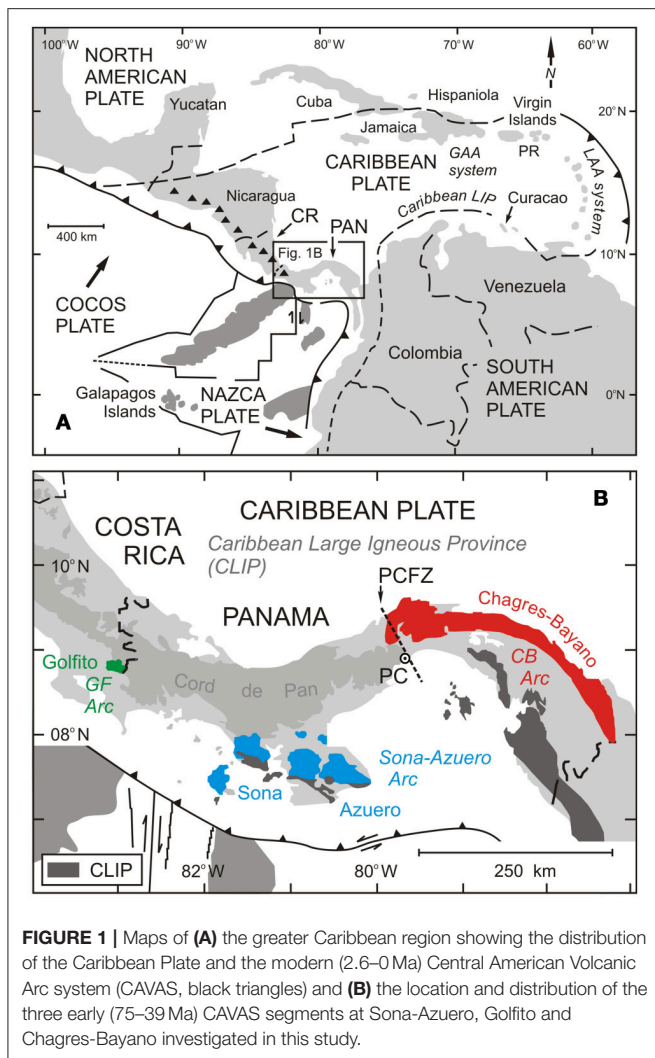 100°W 90°W 80°W 70°W 60°W
NORTH
AMERICAN
PLATE
N
Yucatan
Cuba
Hispaniola
Virgin
Islands
20°N
Jamaica
PR
CARIBBEAN
PLATE
GAA
system
LAA system
Nicaragua
Caribbean LIP
Curacao
CR
PAN
400 km
Fig. 1B
10°N
COCOS
PLATE
Venezuela
Colombia
SOUTH
AMERICAN
PLATE
Galapagos
Islands
NAZCA
PLATE
0°N
A
B
COSTA
RICA
CARIBBEAN PLATE
Caribbean Large Igneous Province
(CLIP)
10°N
PCFZ
PANAMA
Chagres-Bayano
Golfito
GF
Arc
PC
CB
Arc
Cord de Pan
08°N
Sona-Azuero
Arc
Sona
Azuero
CLIP
82°W
80°W
250 km
FIGURE 1 | Maps of (A) the greater Caribbean region showing the distribution
of the Caribbean Plate and the modern (2.6–0 Ma) Central American Volcanic
Arc system (CAVAS, black triangles) and (B) the location and distribution of the
three early (75–39 Ma) CAVAS segments at Sona-Azuero, Golfito and
Chagres-Bayano investigated in this study.